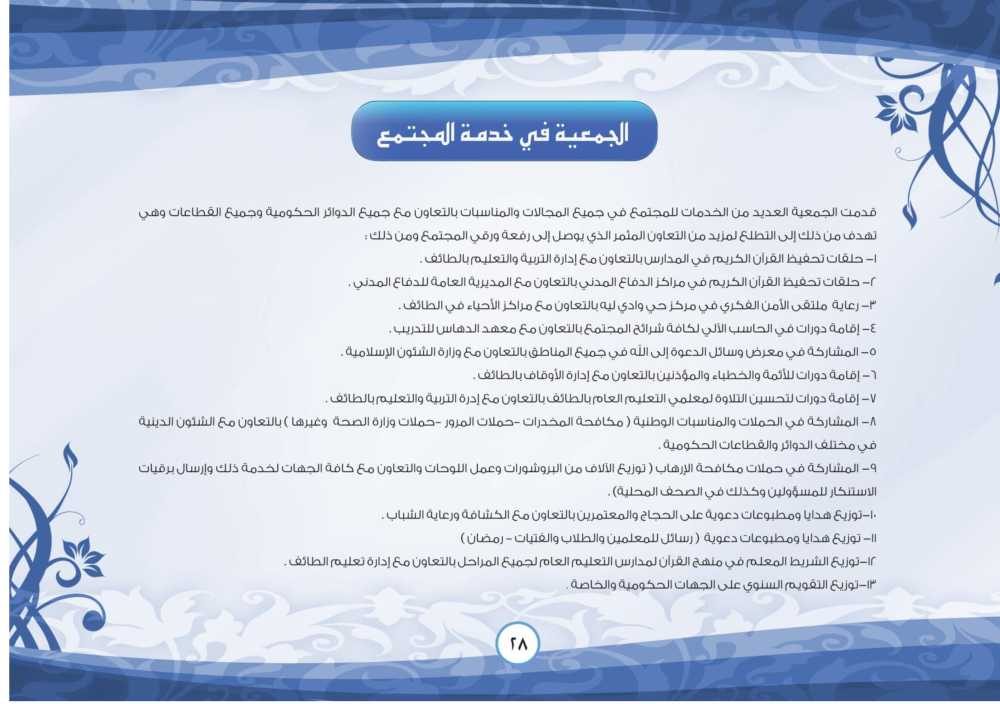 الجمعية في خدمة المجتمع
قدمت الجمعية العديد من الخدمات للمجتمع في جميع المجالات والمناسبات بالتعاون مع جميع الدوائر الحكومية وجميع القطاعات وهي
تهدف من ذلك إلى التطلع لمزيد من التعاون المثمر الذي يوصل إلى رفعة ورقي المجتمع ومن ذلك :
١- حلقات تحفيظ القرآن الكريم في المدارس بالتعاون مع إدارة التربية والتعليم بالطائف .
٢- حلقات تحفيظ القرآن الكريم في مراكز الدفاع المدني بالتعاون مع المديرية العامة للدفاع المدني .
٣- رعاية ملتقى الأمن الفكري في مركز حي وادي ليه بالتعاون مع مراكز الأحياء في الطائف .
٤- إقامة دورات في الحاسب الآلي لكافة شرائح المجتمع بالتعاون مع معهد الدهاس للتدريب .
٥- المشاركة في معرض وسائل الدعوة إلى الله في جميع المناطق بالتعاون مع وزارة الشئون الإسلامية .
٦- إقامة دورات للأئمة والخطباء والمؤذنين بالتعاون مع إدارة الأوقاف بالطائف .
٧- إقامة دورات لتحسين التلاوة لمعلمي التعليم العام بالطائف بالتعاون مع إدرة التربية والتعليم بالطائف .
٨- المشاركة في الحملات والمناسبات الوطنية ( مكافحة المخدرات -حملات المرور -حملات وزارة الصحة وغيرها ) بالتعاون مع الشئون الدينية
في مختلف الدوائر والقطاعات الحكومية .
٩- المشاركة في حملات مكافحة الإرهاب ( توزيع الآلاف من البروشورات وعمل اللوحات والتعاون مع كافة الجهات لخدمة ذلك وإرسال برقيات
الاستنكار للمسؤولين وكذلك في الصحف المحلية) .
١٠-توزيع هدايا ومطبوعات دعوية على الحجاج والمعتمرين بالتعاون مع الكشافة ورعاية الشباب .
١١- توزيع هدايا ومطبوعات دعوية ( رسائل للمعلمين والطلاب والفتيات - رمضان )
١٢-توزيع الشريط المعلم في منهج القرآن لمدارس التعليم العام لجميع المراحل بالتعاون مع إدارة تعليم الطائف .
١٣-توزيع التقويم السنوي على الجهات الحكومية والخاصة .
٢٨